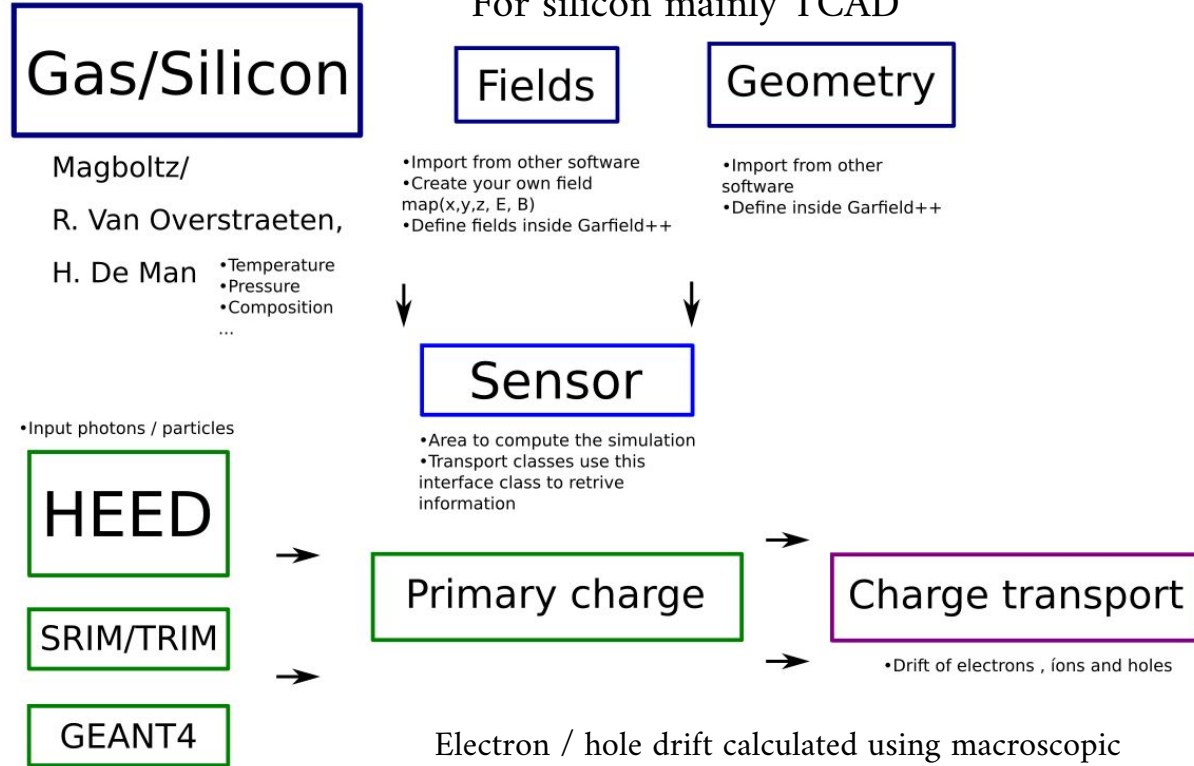 For silicon mainly TCAD
Gas/Silicon
Fields
Geometry
Magboltz/
R. Van Overstraeten,
H. De Man
•Temperature
•Pressure
•Composition
...
•Import from other software
•Create your own field
map(x,y,z, E, B)
•Define fields inside Garfield++
•Import from other
software
•Define inside Garfield++
Sensor
•Area to compute the simulation
•Transport classes use this
interface class to retrive
information
•Input photons / particles
HEED
SRIM/TRIM
GEANT4
Primary charge
Charge transport
•Drift of electrons , íons and holes
Electron / hole drift calculated using macroscopic